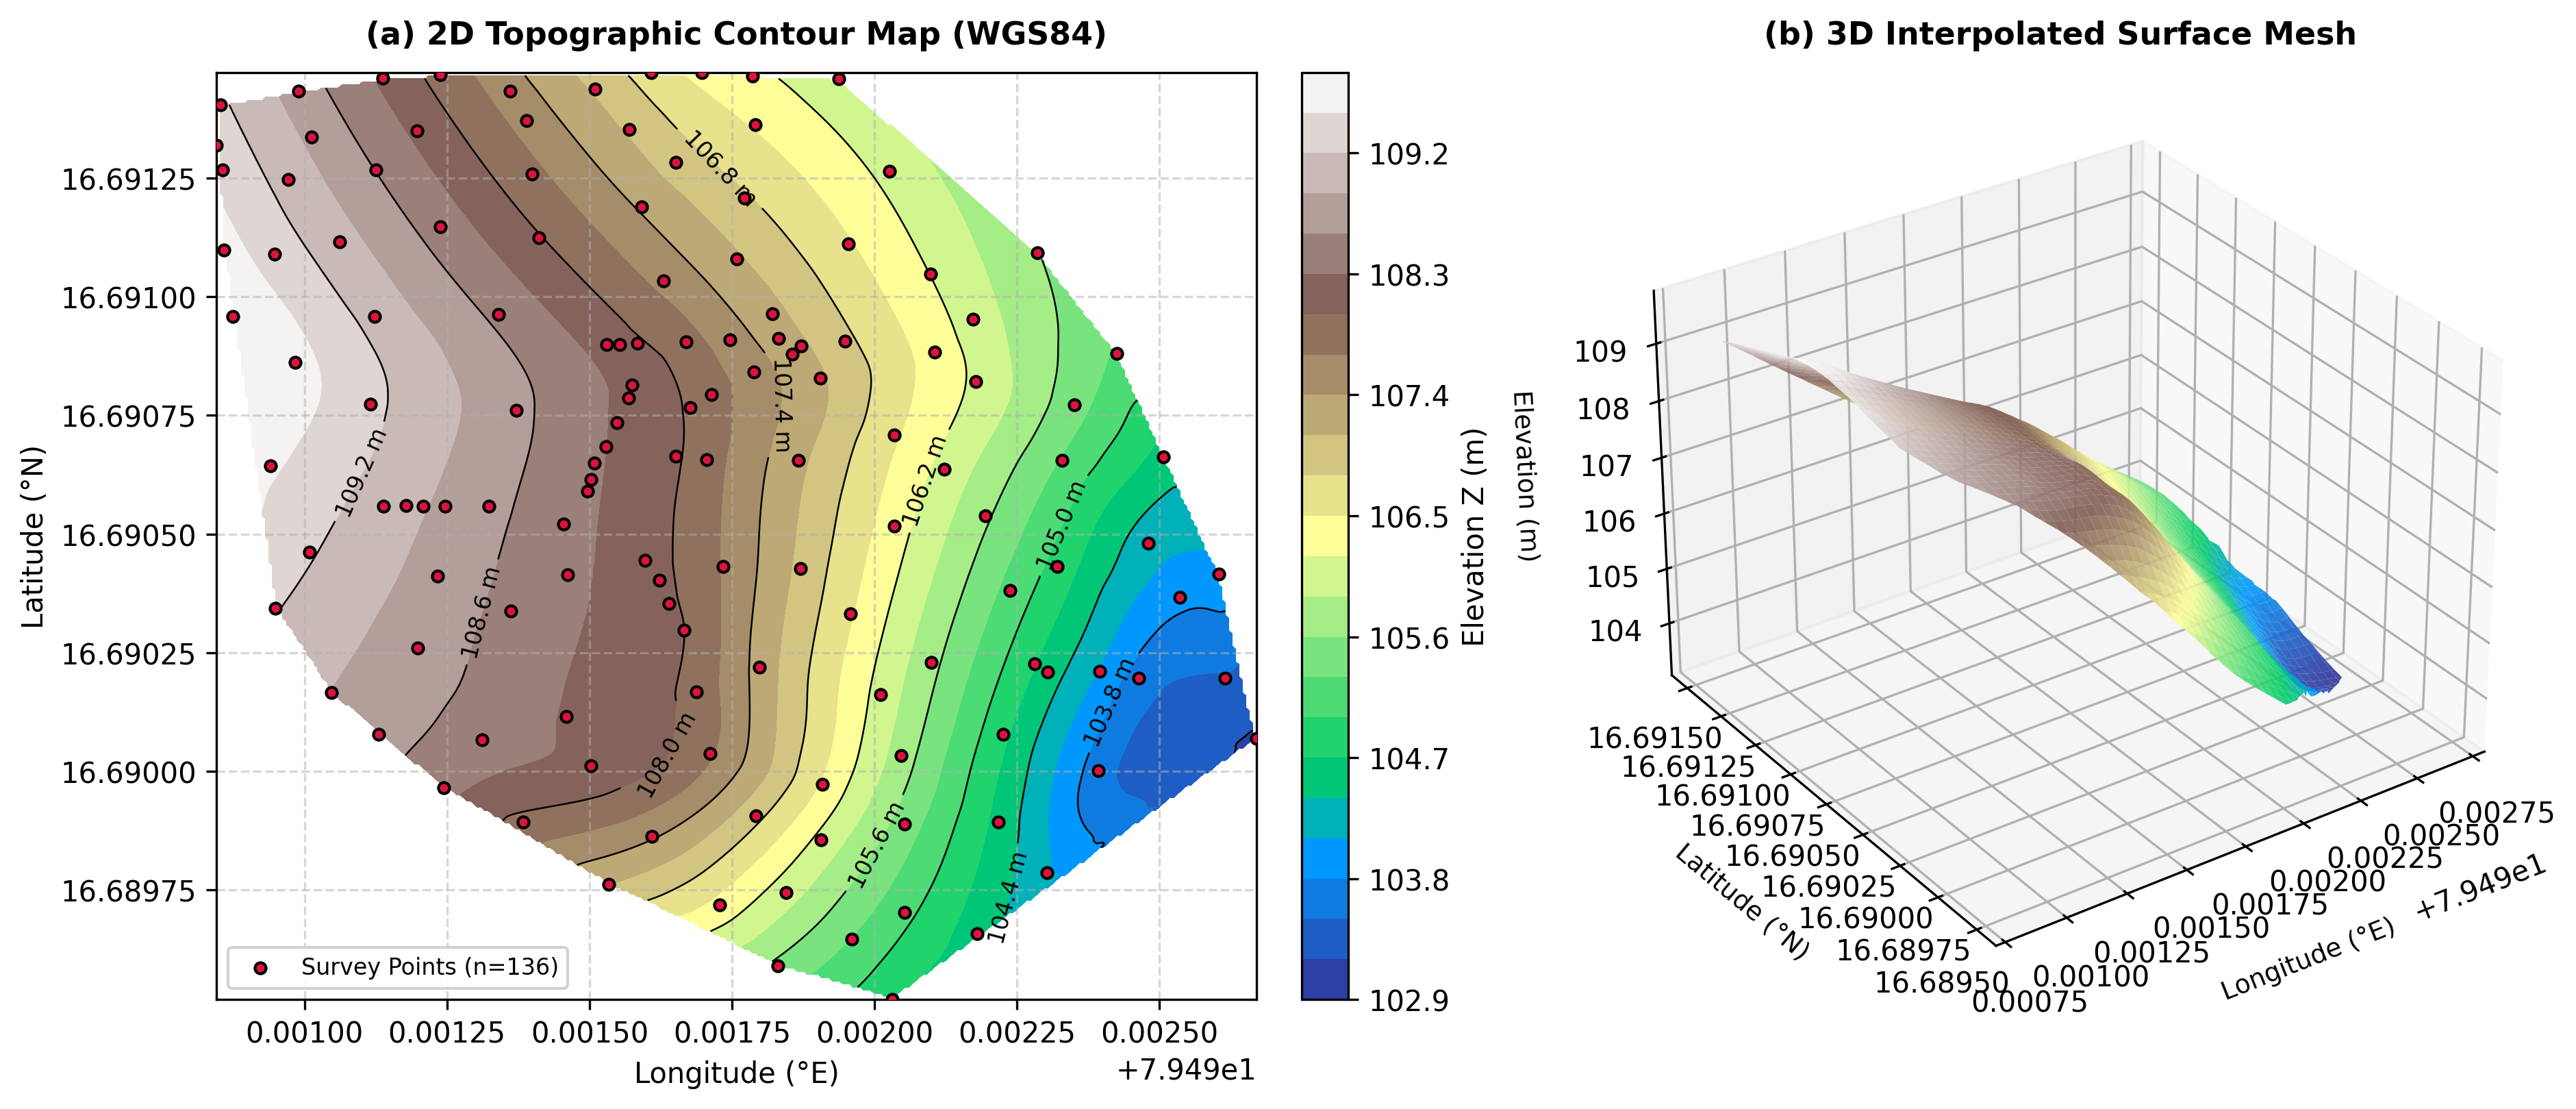 (a) 2D Topographic Contour Map (WGS84)
Latitude (°N)
16.69125
16.69100
16.69075
16.69050
16.69025
16.69000
16.68975
106.8 m
107.4 m
109.2 m
106.2 m
105.0 m
108.6 m
103.8 m
108.0 m
105.6 m
104.4 m
Survey Points (n=136)
0.00100 0.00125 0.00150 0.00175 0.00200 0.00225 0.00250
+7.949e1
Longitude (°E)
109.2
108.3
107.4
106.5
105.6
104.7
103.8
102.9
Elevation Z (m)
(b) 3D Interpolated Surface Mesh
Elevation (m)
109
108
107
106
105
104
16.69150
16.69125
16.69100
16.69075
16.69050
16.69025
16.69000
16.68975
16.68950
Latitude (°N)
0.00075
0.00100
0.00125
0.00150
0.00175
0.00200
0.00225
0.00250
0.00275
+7.949e1
Longitude (°E)